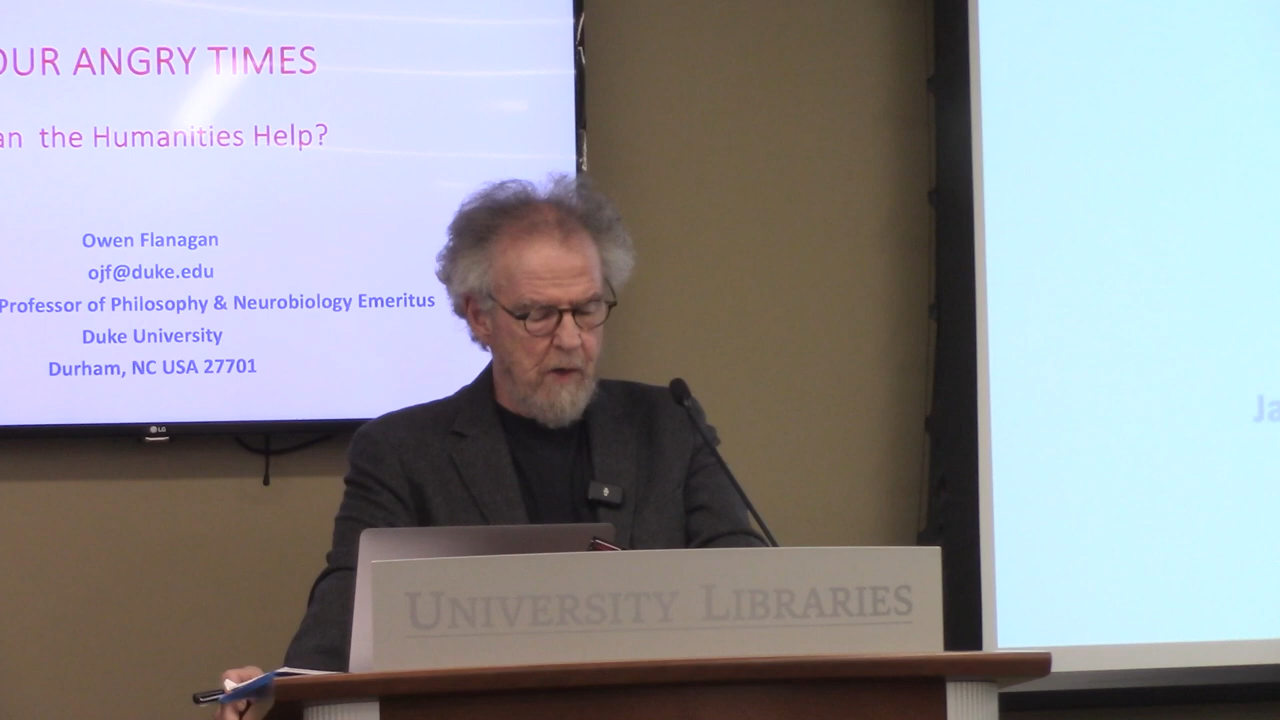 OUR ANGRY TIMES
an the Humanities Help?
Owen Flanagan
ojf@duke.edu
Professor of Philosophy & Neurobiology Emeritus
Duke University
Durham, NC USA 27701
LG
UNIVERSITY LIBRARIES
Ja